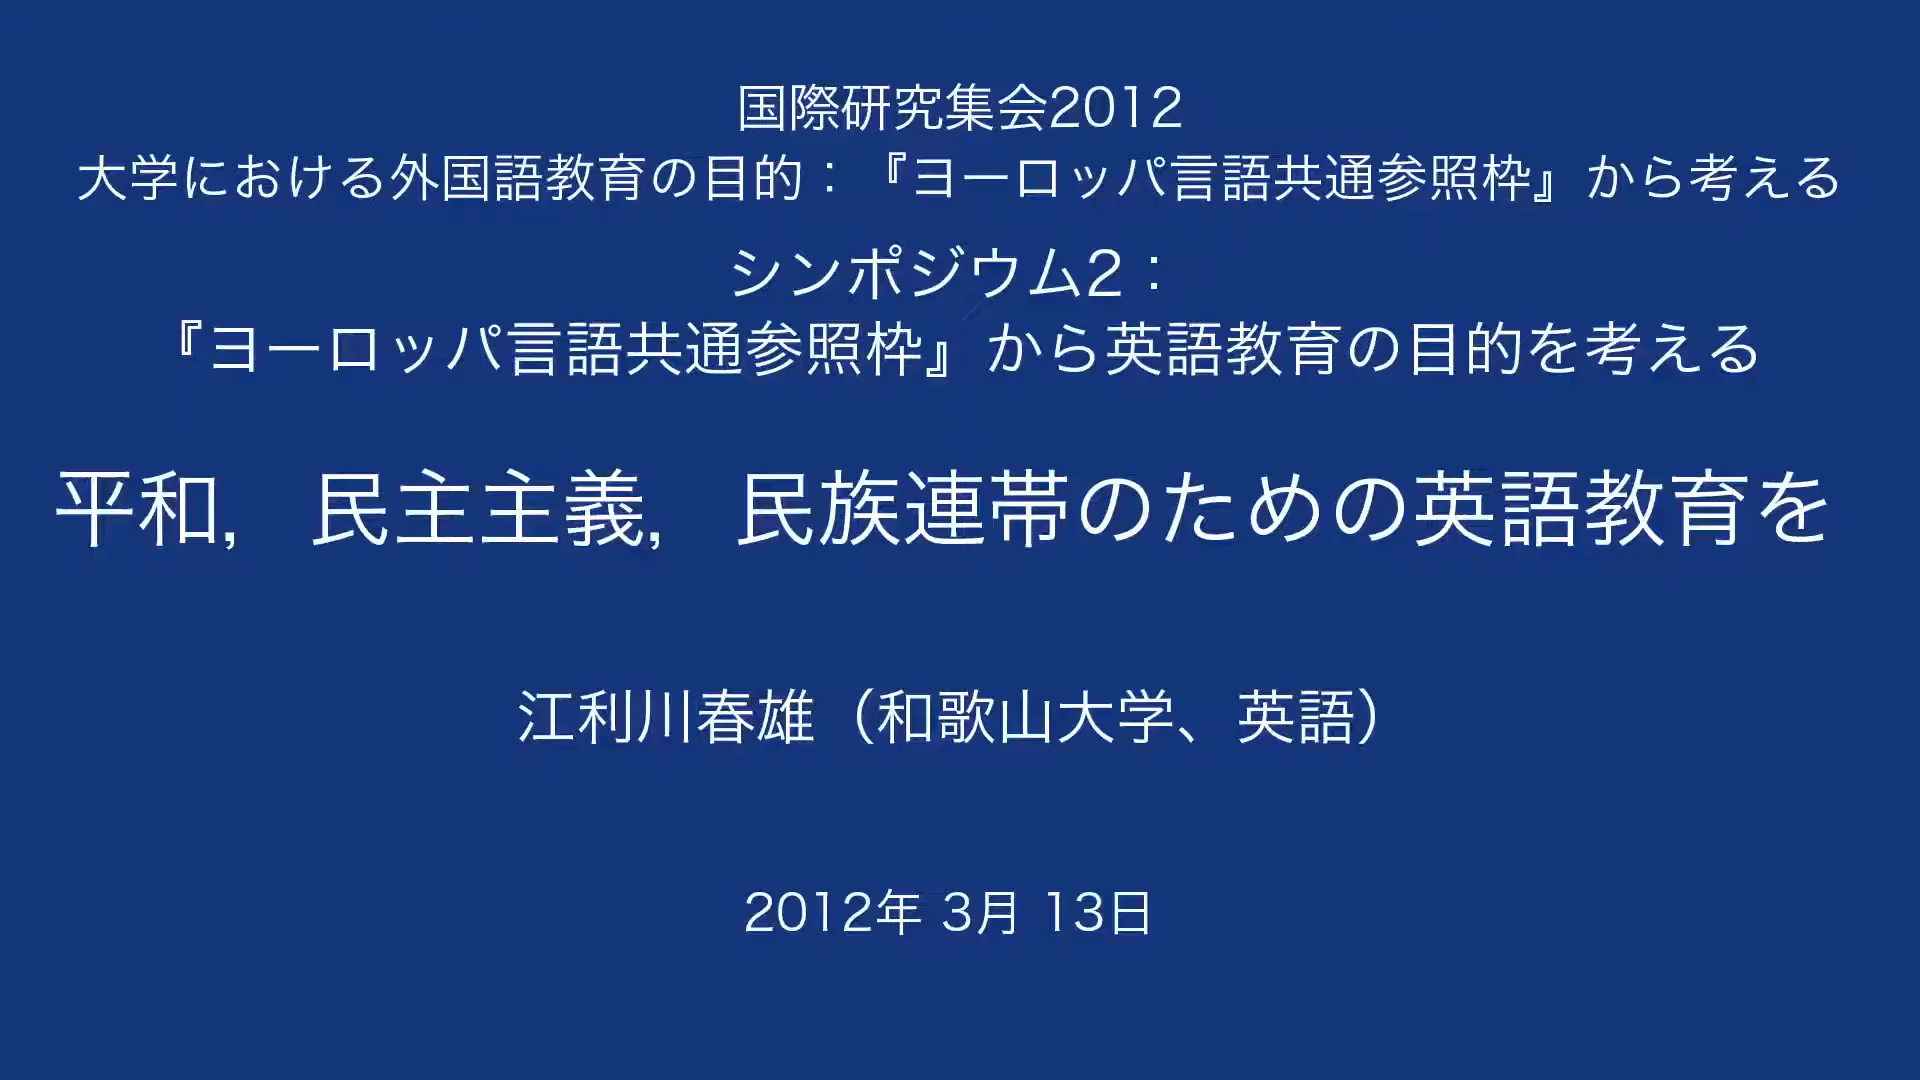 国際研究集会2012
大学における外国語教育の目的：『ヨーロッパ言語共通参照枠』から考える
シンポジウム2：
『ヨーロッパ言語共通参照枠』から英語教育の目的を考える
平和,　民主主義,　民族連帯のための英語教育を
江利川春雄（和歌山大学、英語）
2012年 3月 13日